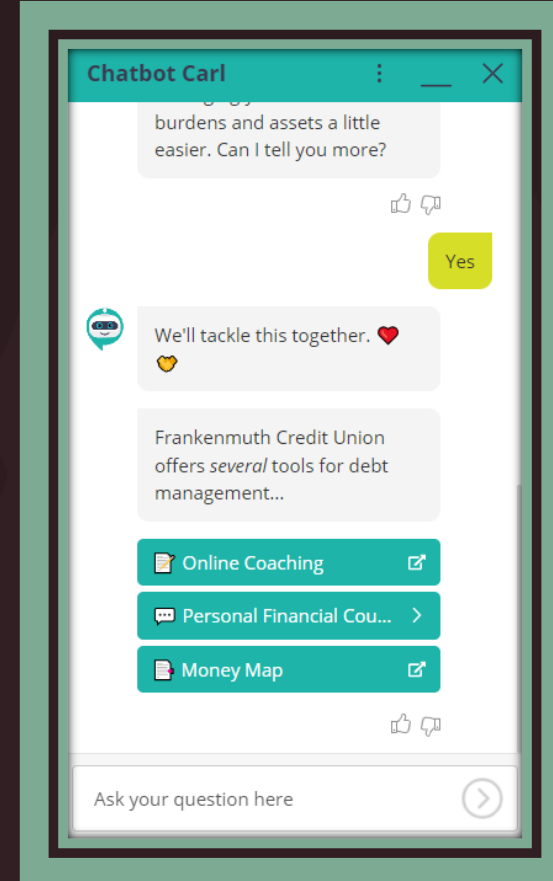 Chatbot Carl
burdens and assets a little
easier. Can I tell you more?
Yes
We'll tackle this together. ❤️
🤝
Frankenmuth Credit Union
offers several tools for debt
management...
📝 Online Coaching
💬 Personal Financial Cou...
📑 Money Map
Ask your question here